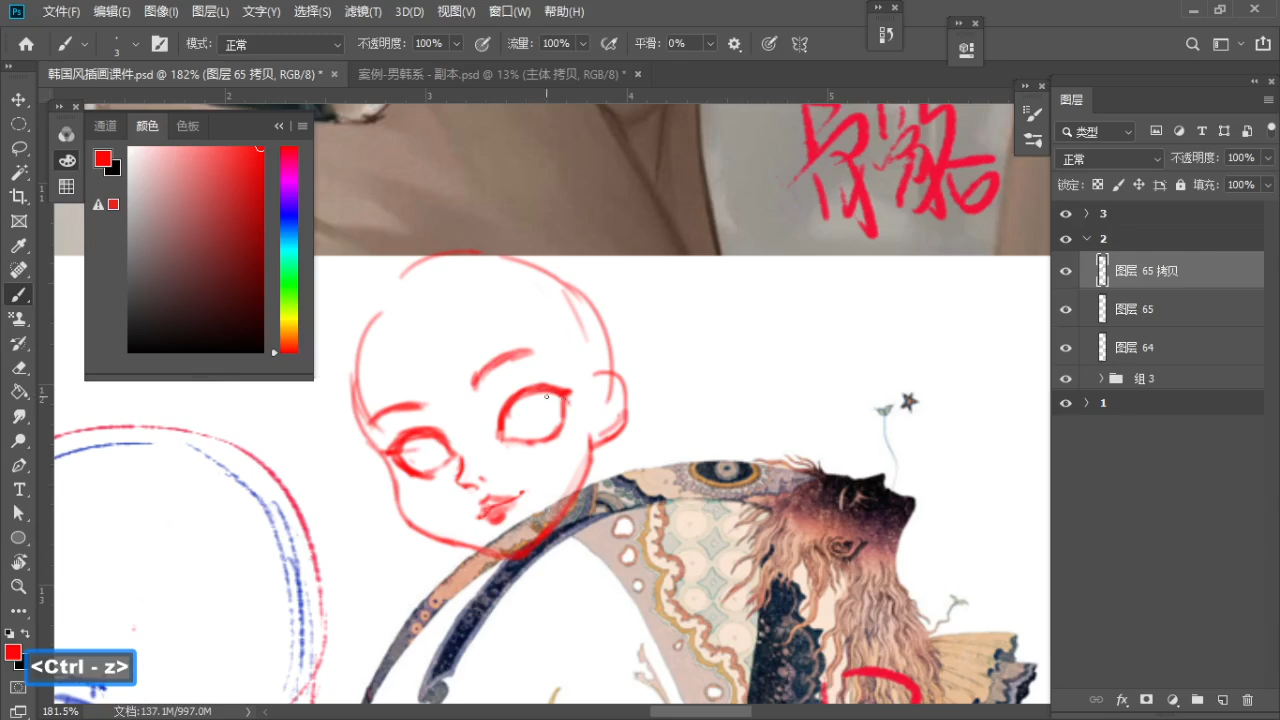 文件(F) 编辑(E) 图像(I) 图层(L) 文字(Y) 选择(S) 滤镜(T) 3D(D) 视图(V) 窗口(W) 帮助(H)
3 模式: 正常 不透明度: 100% 流量: 100% 平滑: 0%
韩国风插画课件.psd @ 182% (图层 65 拷贝, RGB/8) * 案例-男韩系 - 副本.psd @ 13% (主体 拷贝, RGB/8) *
2 3 4 5
通道 颜色 色板
图层
类型
正常 不透明度: 100%
锁定: 填充: 100%
3
2
图层 65 拷贝
图层 65
图层 64
组 3
1
<Ctrl - z>
181.5% 文档:137.1M/997.0M